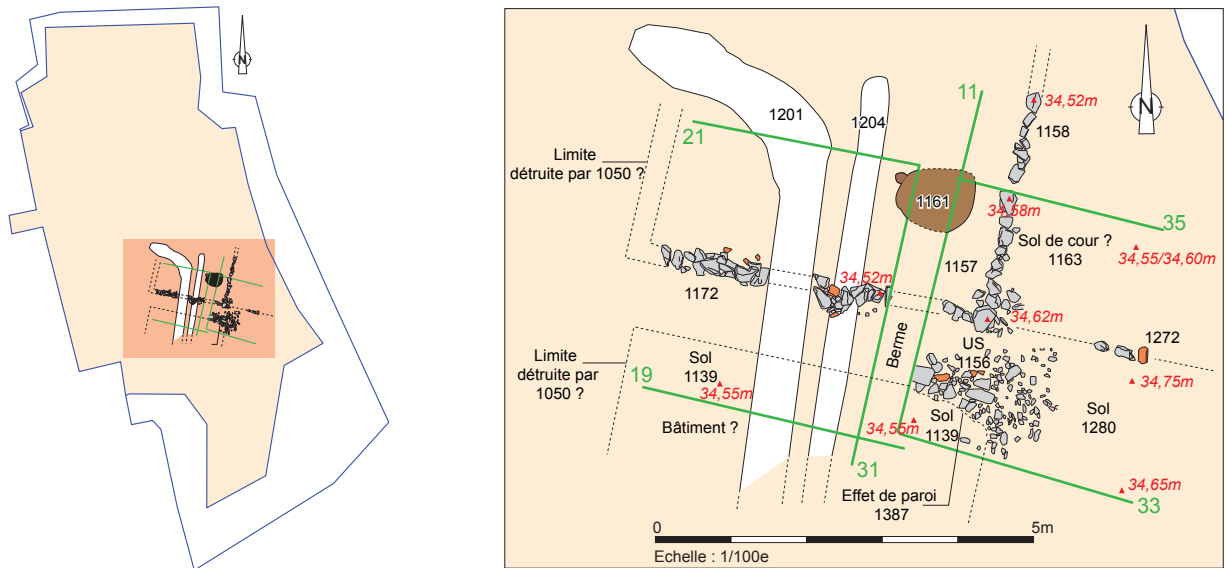 N
N
11
34,52m
1158
1201
1204
21
Limite
détruite par 1050 ?
1161
34,58m
35
Sol de cour ?
1163
34,55/34,60m
1157
1172
34,52m
34,62m
Berme
US
1156
1272
Limite
détruite par
1050 ?
19
Sol
1139
34,55m
34,75m
Bâtiment ?
34,55m
Sol
1139
Sol
1280
31
Effet de paroi
1387
34,65m
33
0
5m
Echelle : 1/100e